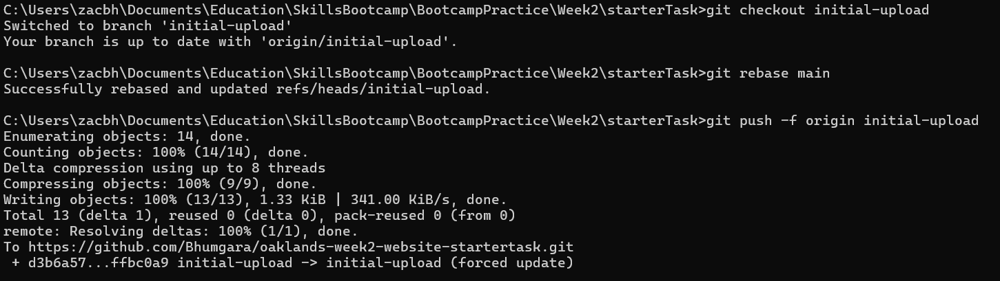 C:\Users\zacbh\Documents\Education\SkillsBootcamp\BootcampPractice\Week2\starterTask>git checkout initial-upload
Switched to branch 'initial-upload'
Your branch is up to date with 'origin/initial-upload'.
C:\Users\zacbh\Documents\Education\SkillsBootcamp\BootcampPractice\Week2\starterTask>git rebase main
Successfully rebased and updated refs/heads/initial-upload.
C:\Users\zacbh\Documents\Education\SkillsBootcamp\BootcampPractice\Week2\starterTask>git push -f origin initial-upload
Enumerating objects: 14, done.
Counting objects: 100% (14/14), done.
Delta compression using up to 8 threads
Compressing objects: 100% (9/9), done.
Writing objects: 100% (13/13), 1.33 KiB | 341.00 KiB/s, done.
Total 13 (delta 1), reused 0 (delta 0), pack-reused 0 (from 0)
remote: Resolving deltas: 100% (1/1), done.
To https://github.com/Bhumgara/oaklands-week2-website-startertask.git
 + d3b6a57...ffbc0a9 initial-upload -> initial-upload (forced update)